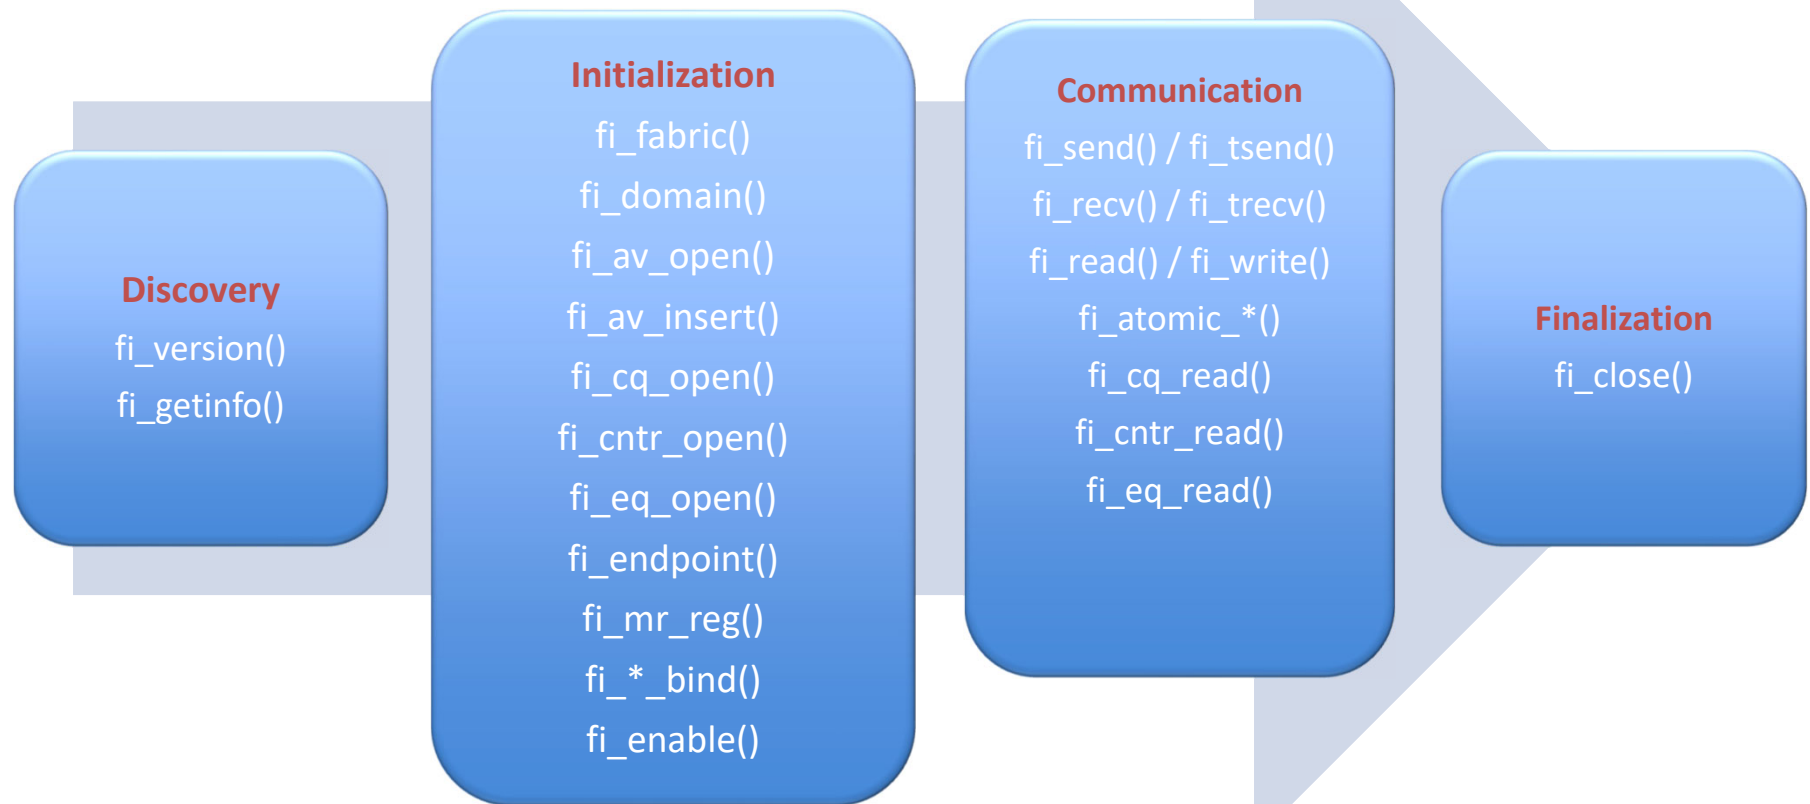 Discovery
fi_version()
fi_getinfo()
Initialization
fi_fabric()
fi_domain()
fi_av_open()
fi_av_insert()
fi_cq_open()
fi_cntr_open()
fi_eq_open()
fi_endpoint()
fi_mr_reg()
fi_*_bind()
fi_enable()
Communication
fi_send() / fi_tsend()
fi_recv() / fi_trecv()
fi_read() / fi_write()
fi_atomic_*()
fi_cq_read()
fi_cntr_read()
fi_eq_read()
Finalization
fi_close()